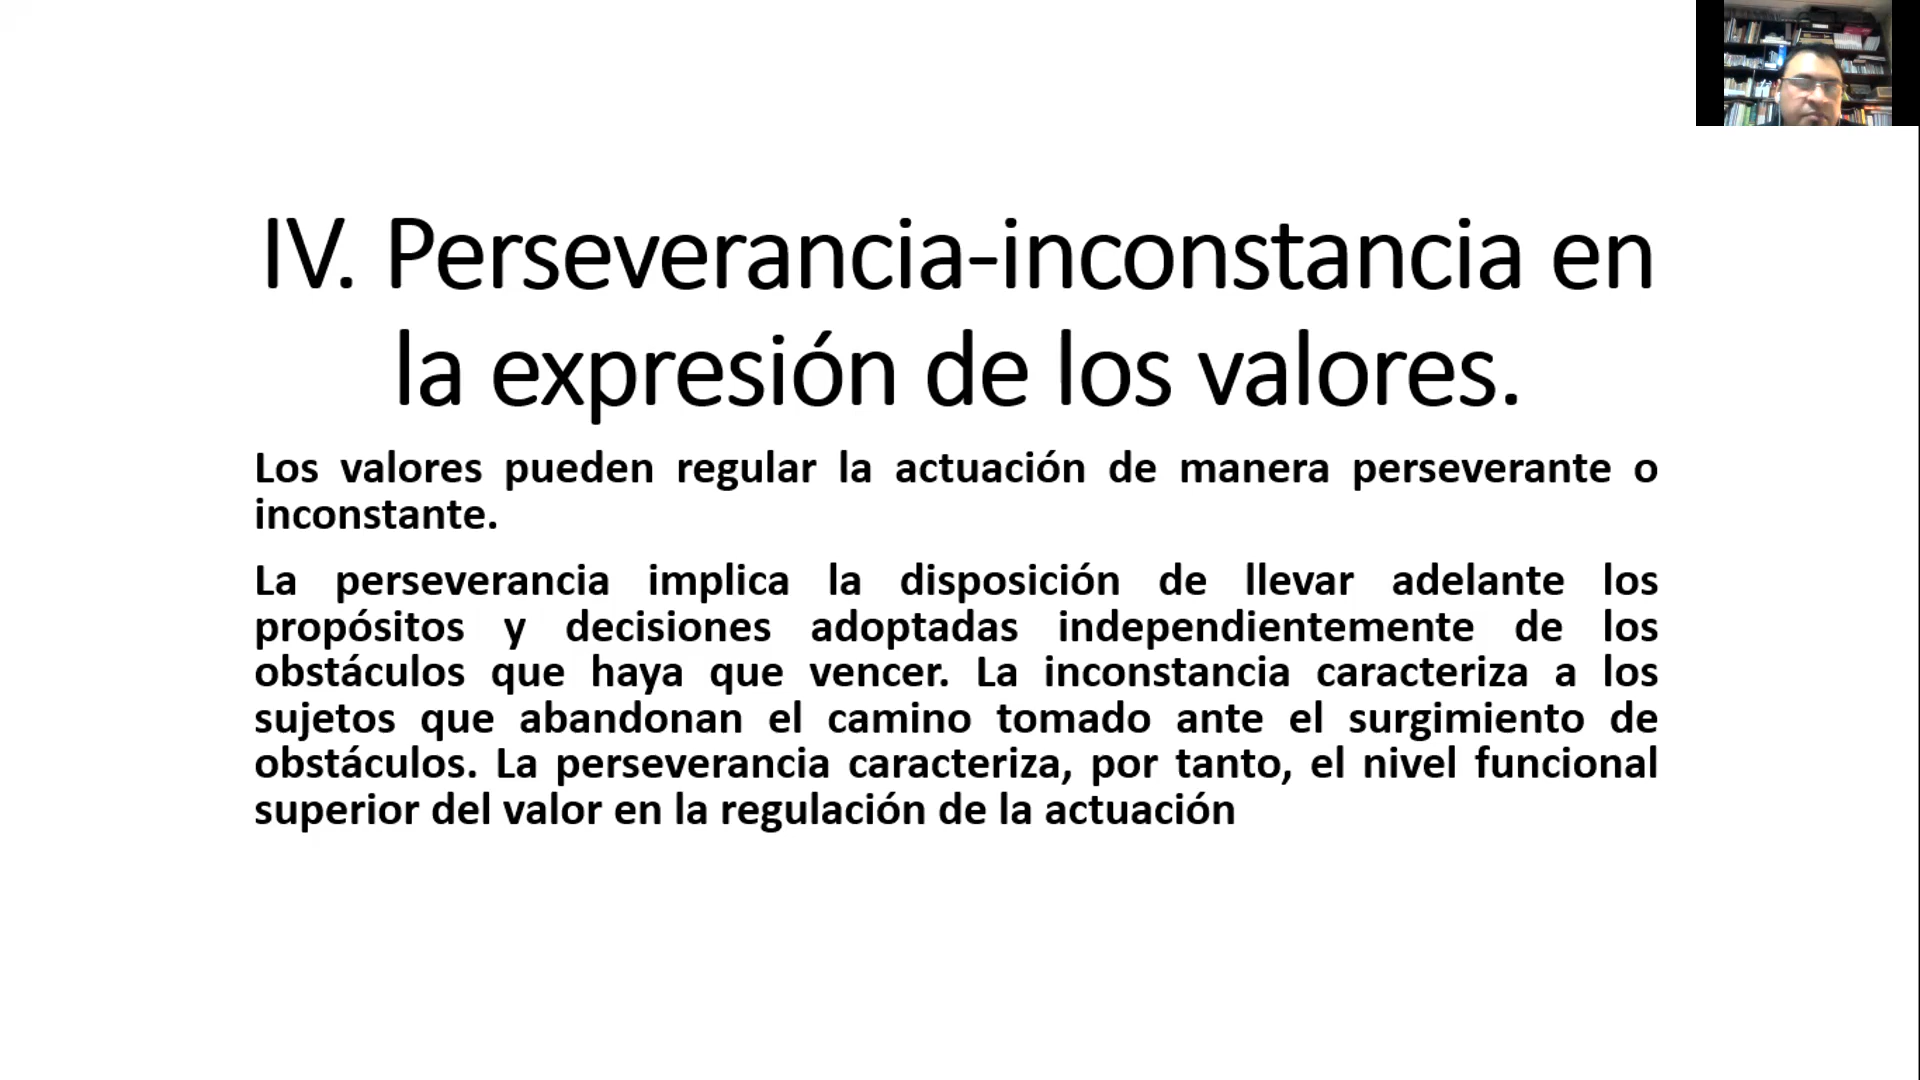 IV. Perseverancia-inconstancia en
la expresión de los valores.
Los valores pueden regular la actuación de manera perseverante o
inconstante.
La perseverancia implica la disposición de llevar adelante los
propósitos y decisiones adoptadas independientemente de los
obstáculos que haya que vencer. La inconstancia caracteriza a los
sujetos que abandonan el camino tomado ante el surgimiento de
obstáculos. La perseverancia caracteriza, por tanto, el nivel funcional
superior del valor en la regulación de la actuación